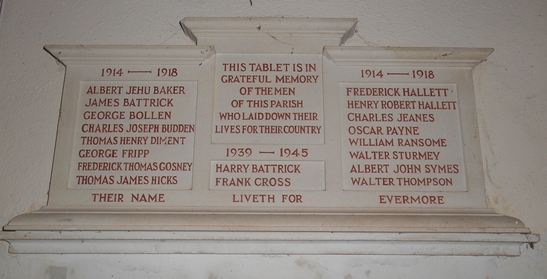 1914 — 1918
ALBERT JEHU BAKER
JAMES BATTRICK
GEORGE BOLLEN
CHARLES JOSEPH BUDDEN
THOMAS HENRY DIMENT
GEORGE FRIPP
FREDERICK THOMAS GOSNEY
THOMAS JAMES HICKS
THIS TABLET IS IN
GRATEFUL MEMORY
OF THE MEN
OF THIS PARISH
WHO LAID DOWN THEIR
LIVES FOR THEIR COUNTRY
1939 — 1945
HARRY BATTRICK
FRANK CROSS
1914 — 1918
FREDERICK HALLETT
HENRY ROBERT HALLETT
CHARLES JEANES
OSCAR PAYNE
WILLIAM RANSOME
WALTER STURMEY
ALBERT JOHN SYMES
WALTER THOMPSON
THEIR NAME LIVETH FOR EVERMORE